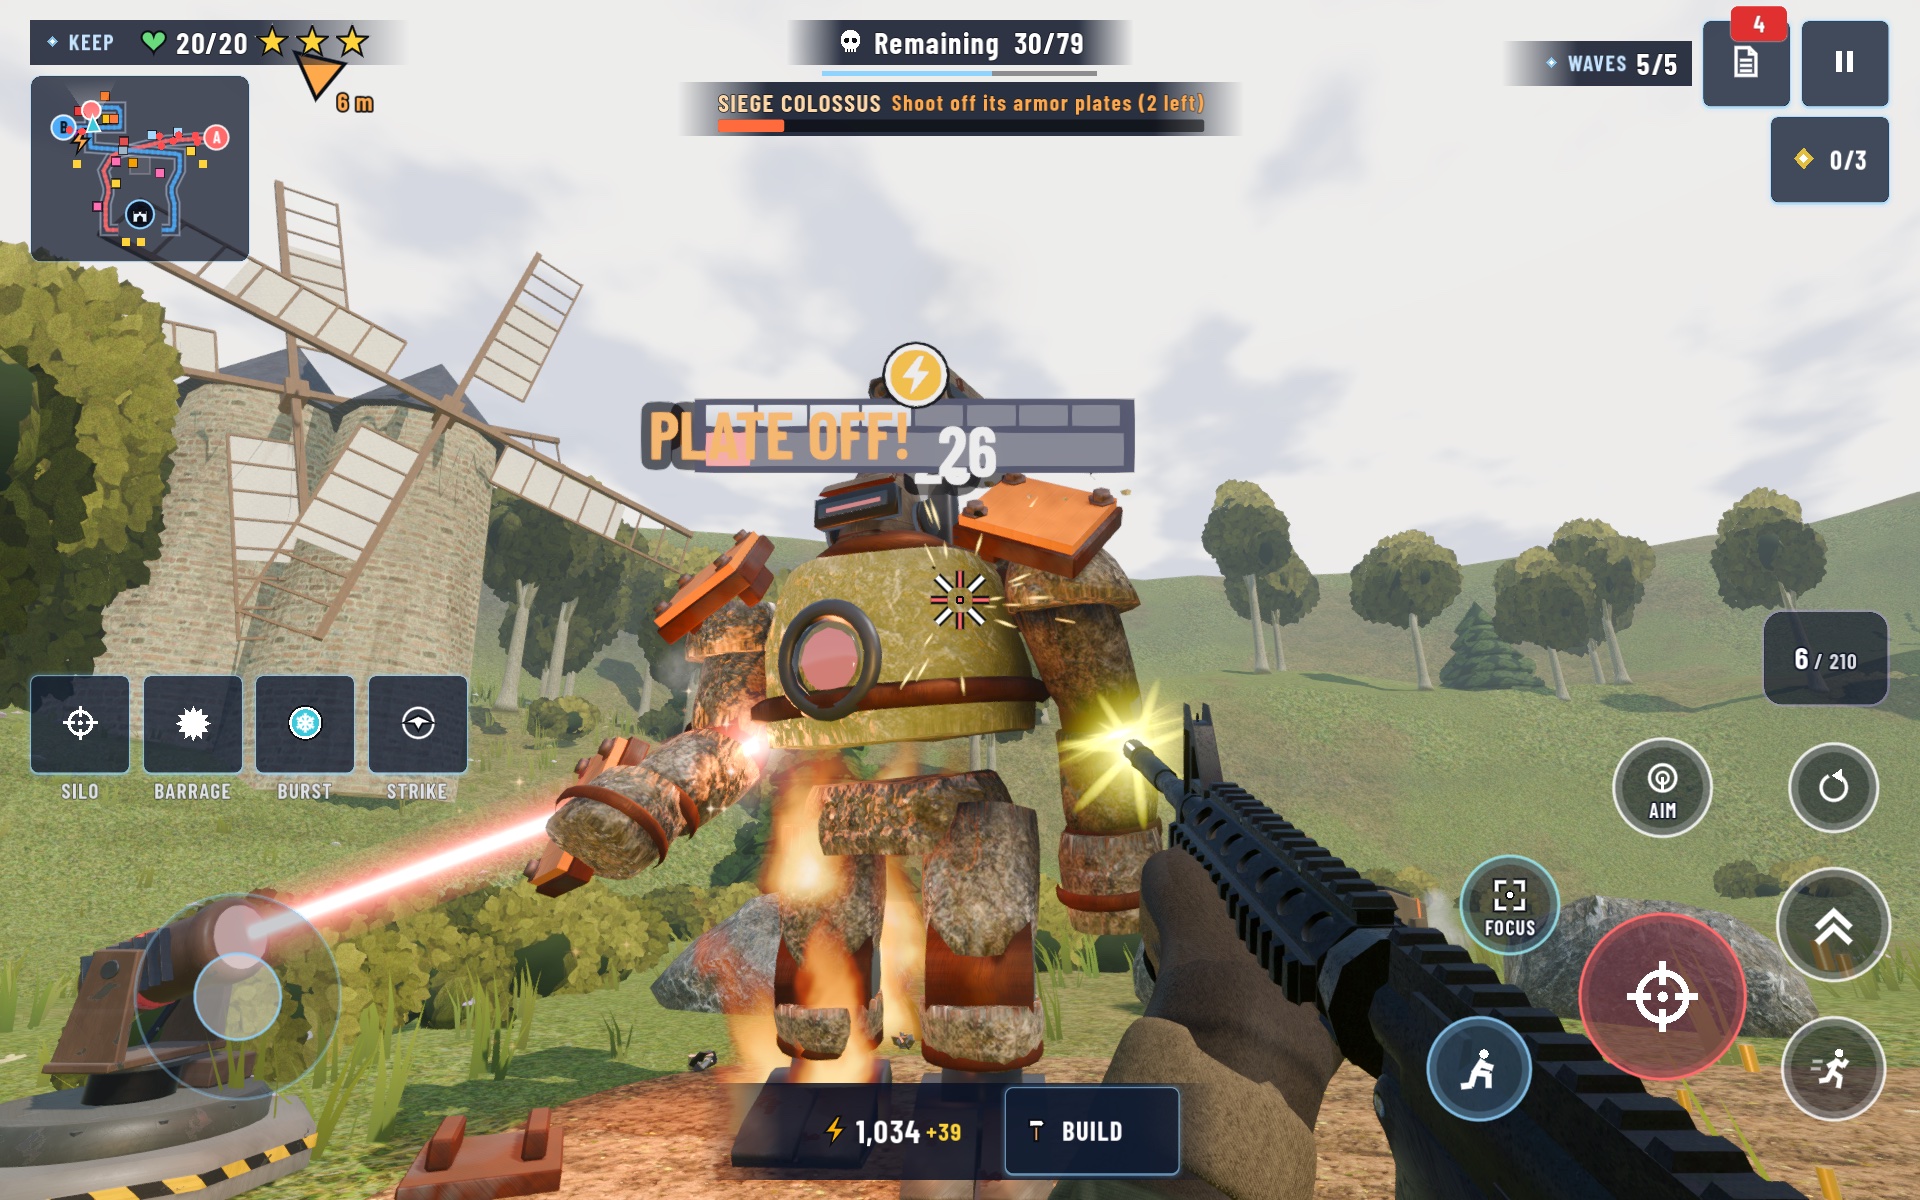 KEEP 20/20
6 m
B
A
Remaining 30/79
SIEGE COLOSSUS Shoot off its armor plates (2 left)
WAVES 5/5
4
0/3
PLATE OFF!
26
SILO
BARRAGE
BURST
STRIKE
6 / 210
AIM
FOCUS
1,034 +39
BUILD